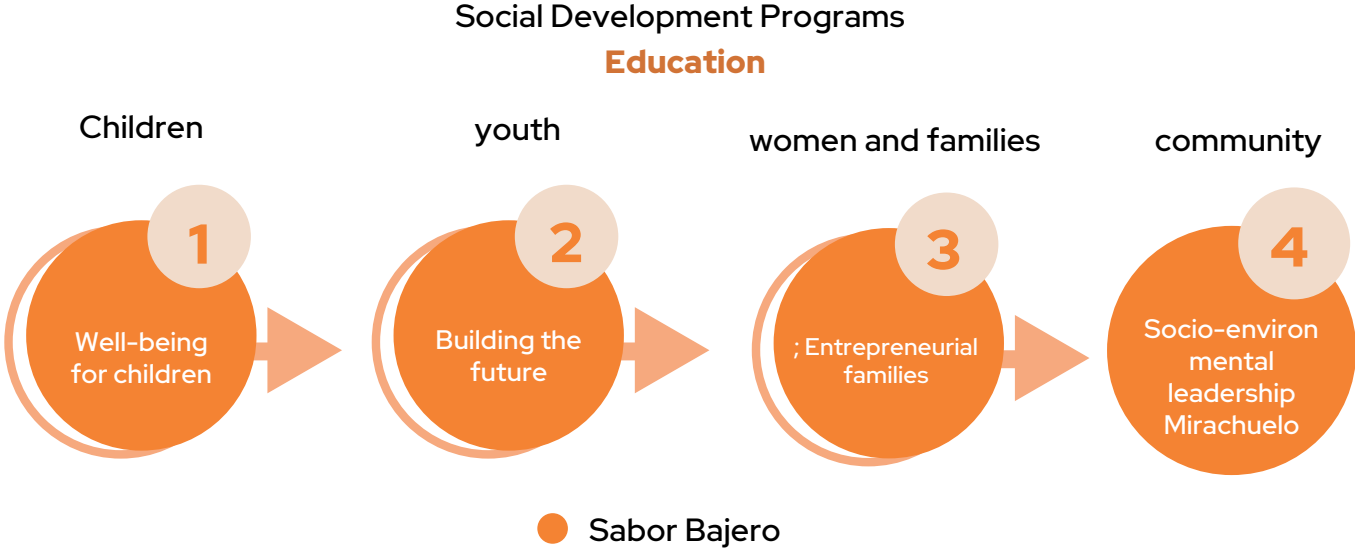 Social Development Programs
Education
Children
youth
women and families
community
1
2
3
4
Well-being
for children
Building the
future
; Entrepreneurial
families
Socio-environ
mental
leadership
Mirachuelo
Sabor Bajero